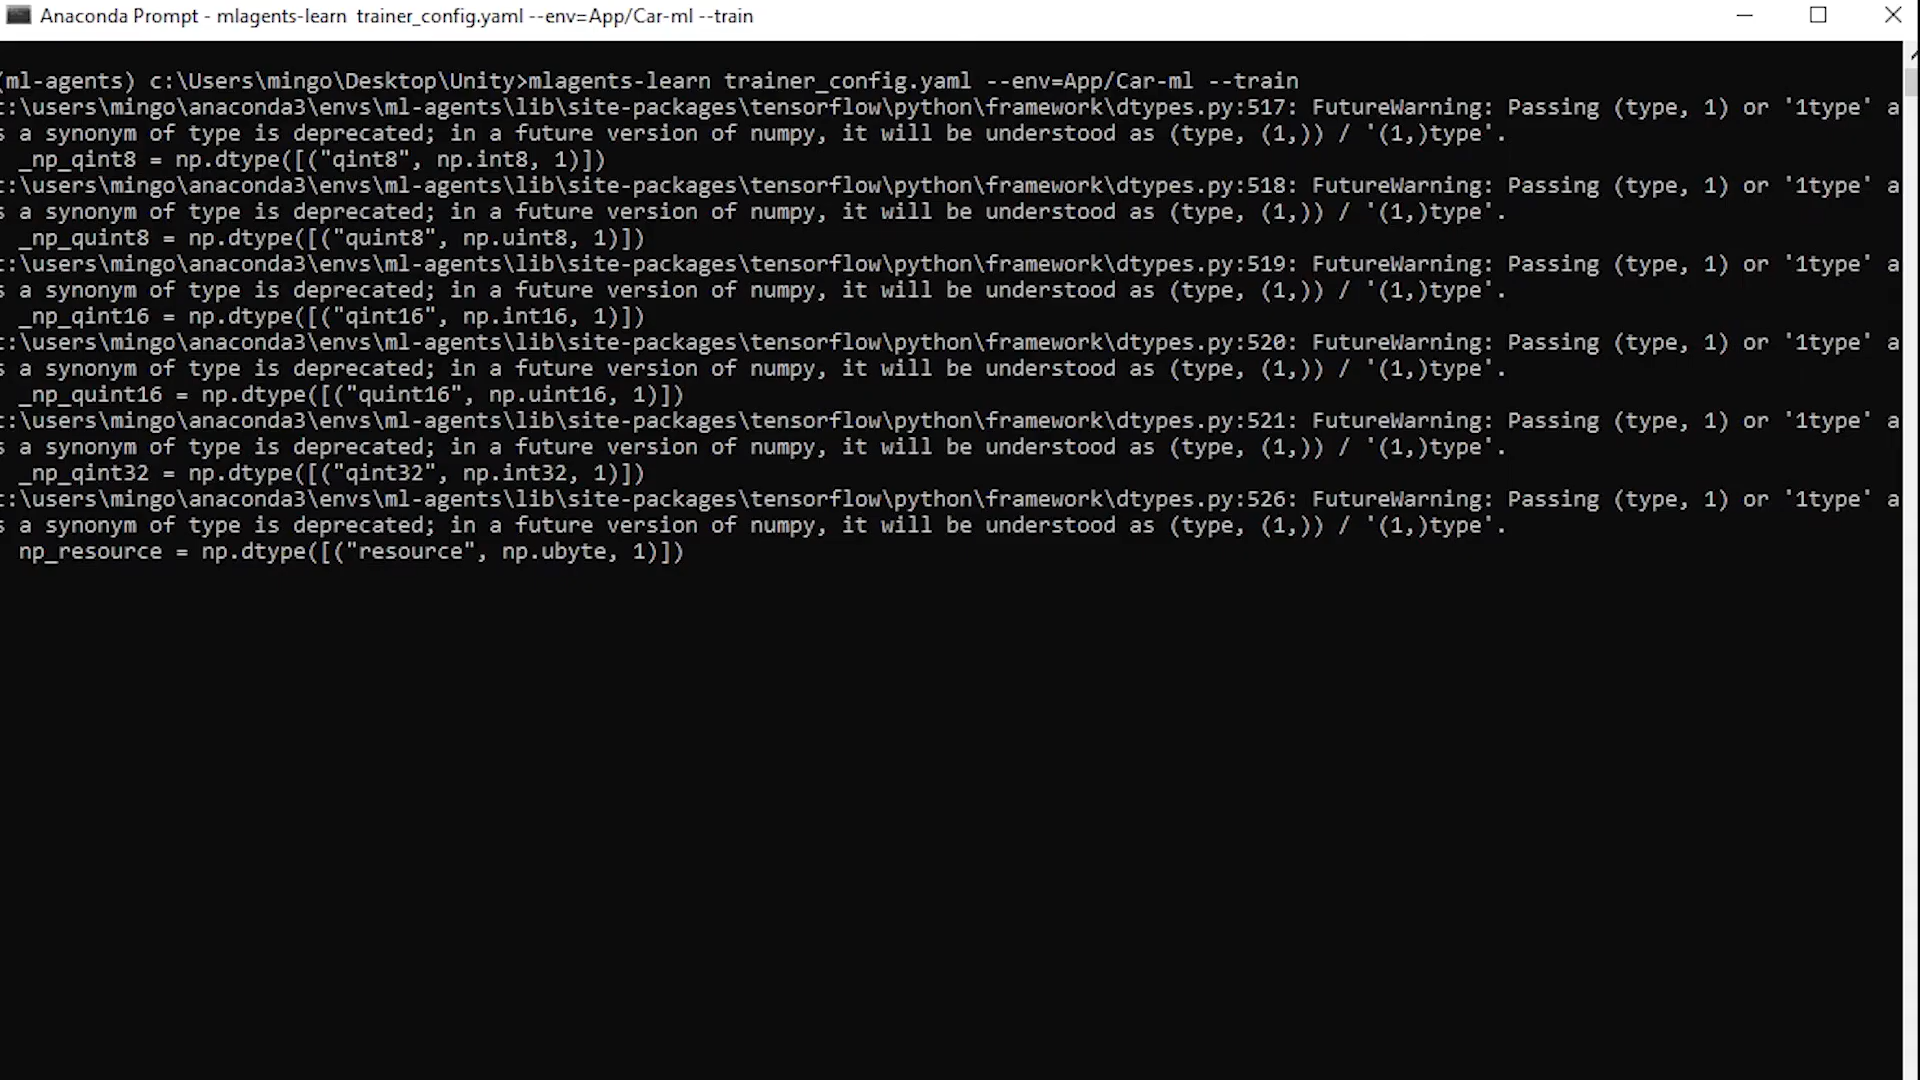 Anaconda Prompt - mlagents-learn  trainer_config.yaml --env=App/Car-ml --train
(ml-agents) c:\Users\mingo\Desktop\Unity>mlagents-learn trainer_config.yaml --env=App/Car-ml --train
c:\users\mingo\anaconda3\envs\ml-agents\lib\site-packages\tensorflow\python\framework\dtypes.py:517: FutureWarning: Passing (type, 1) or '1type' a
s a synonym of type is deprecated; in a future version of numpy, it will be understood as (type, (1,)) / '(1,)type'.
  _np_qint8 = np.dtype([("qint8", np.int8, 1)])
c:\users\mingo\anaconda3\envs\ml-agents\lib\site-packages\tensorflow\python\framework\dtypes.py:518: FutureWarning: Passing (type, 1) or '1type' a
s a synonym of type is deprecated; in a future version of numpy, it will be understood as (type, (1,)) / '(1,)type'.
  _np_quint8 = np.dtype([("quint8", np.uint8, 1)])
c:\users\mingo\anaconda3\envs\ml-agents\lib\site-packages\tensorflow\python\framework\dtypes.py:519: FutureWarning: Passing (type, 1) or '1type' a
s a synonym of type is deprecated; in a future version of numpy, it will be understood as (type, (1,)) / '(1,)type'.
  _np_qint16 = np.dtype([("qint16", np.int16, 1)])
c:\users\mingo\anaconda3\envs\ml-agents\lib\site-packages\tensorflow\python\framework\dtypes.py:520: FutureWarning: Passing (type, 1) or '1type' a
s a synonym of type is deprecated; in a future version of numpy, it will be understood as (type, (1,)) / '(1,)type'.
  _np_quint16 = np.dtype([("quint16", np.uint16, 1)])
c:\users\mingo\anaconda3\envs\ml-agents\lib\site-packages\tensorflow\python\framework\dtypes.py:521: FutureWarning: Passing (type, 1) or '1type' a
s a synonym of type is deprecated; in a future version of numpy, it will be understood as (type, (1,)) / '(1,)type'.
  _np_qint32 = np.dtype([("qint32", np.int32, 1)])
c:\users\mingo\anaconda3\envs\ml-agents\lib\site-packages\tensorflow\python\framework\dtypes.py:526: FutureWarning: Passing (type, 1) or '1type' a
s a synonym of type is deprecated; in a future version of numpy, it will be understood as (type, (1,)) / '(1,)type'.
  np_resource = np.dtype([("resource", np.ubyte, 1)])